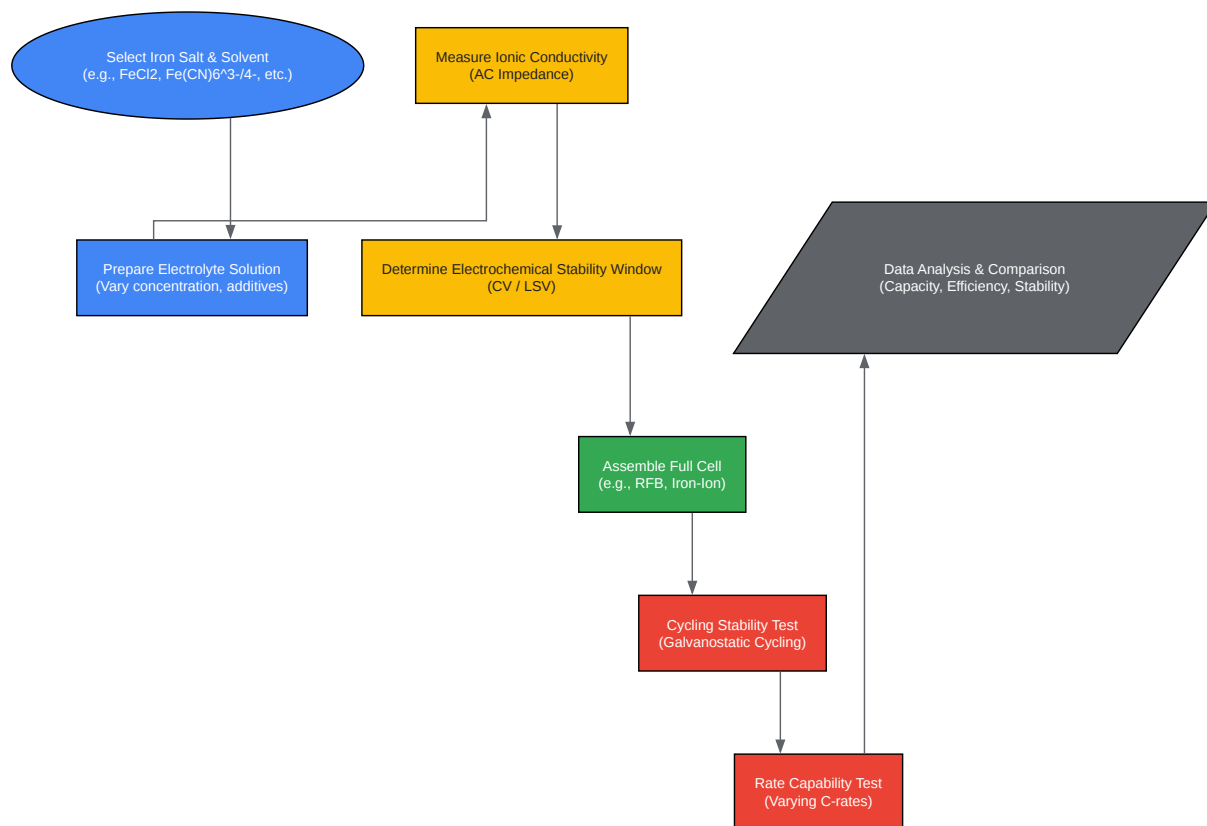 Select Iron Salt & Solvent
(e.g., FeCl2, Fe(CN)6^3-/4-, etc.)
Prepare Electrolyte Solution
(Vary concentration, additives)
Measure Ionic Conductivity
(AC Impedance)
Determine Electrochemical Stability Window
(CV / LSV)
Assemble Full Cell
(e.g., RFB, Iron-Ion)
Cycling Stability Test
(Galvanostatic Cycling)
Rate Capability Test
(Varying C-rates)
Data Analysis & Comparison
(Capacity, Efficiency, Stability)